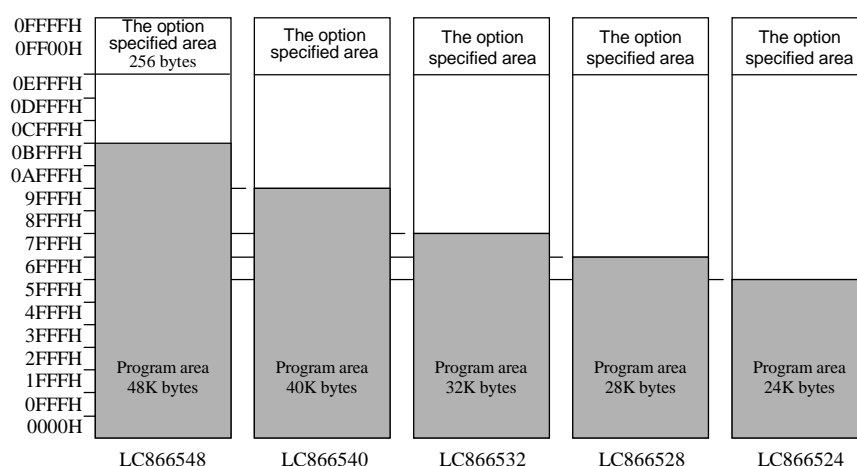 0FFFFH
0FF00H
0EFFFH
0DFFFH
0CFFFH
0BFFFH
0AFFFH
9FFFH
8FFFH
7FFFH
6FFFH
5FFFH
4FFFH
3FFFH
2FFFH
1FFFH
0FFFH
0000H
The option
specified area
256 bytes
Program area
48K bytes
LC866548
The option
specified area
Program area
40K bytes
LC866540
The option
specified area
Program area
32K bytes
LC866532
The option
specified area
Program area
28K bytes
LC866528
The option
specified area
Program area
24K bytes
LC866524